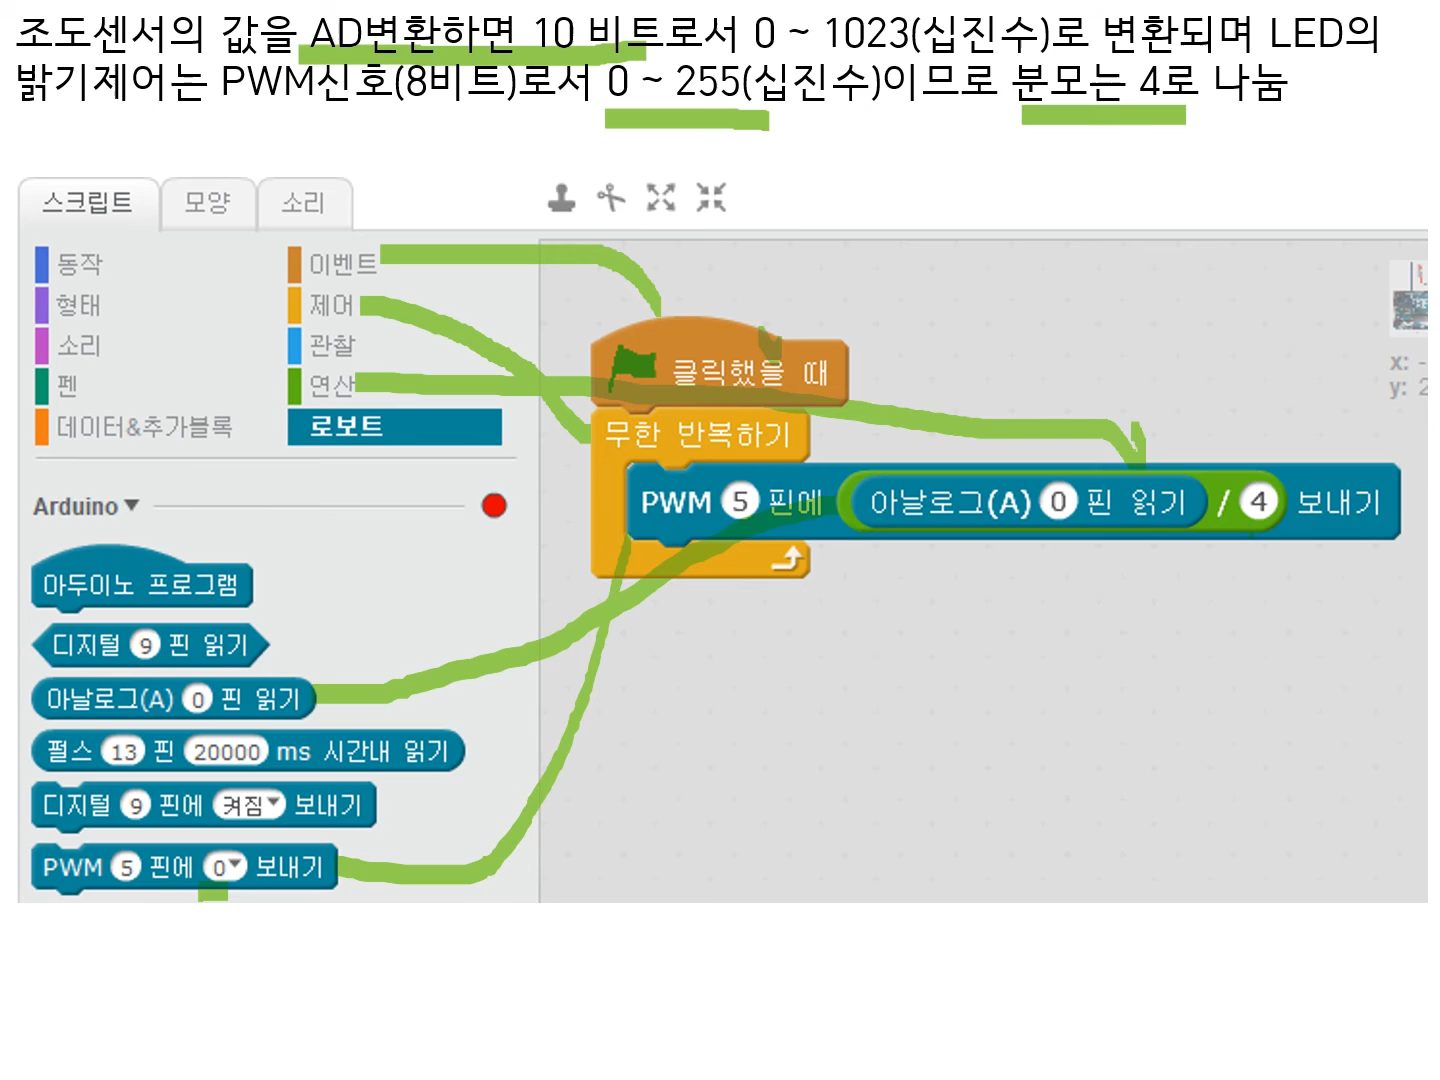 조도센서의 값을 AD변환하면 10 비트로서 0 ~ 1023(십진수)로 변환되며 LED의
밝기제어는 PWM신호(8비트)로서 0 ~ 255(십진수)이므로 분모는 4로 나눔
스크립트 모양 소리
동작 이벤트
형태 제어
소리 관찰
펜 연산
데이터&추가블록 로보트
Arduino
아두이노 프로그램
디지털 9 핀 읽기
아날로그(A) 0 핀 읽기
펄스 13 핀 20000 ms 시간내 읽기
디지털 9 핀에 켜짐 보내기
PWM 5 핀에 0 보내기
클릭했을 때
무한 반복하기
PWM 5 핀에 아날로그(A) 0 핀 읽기 / 4 보내기
x: -
y: 2